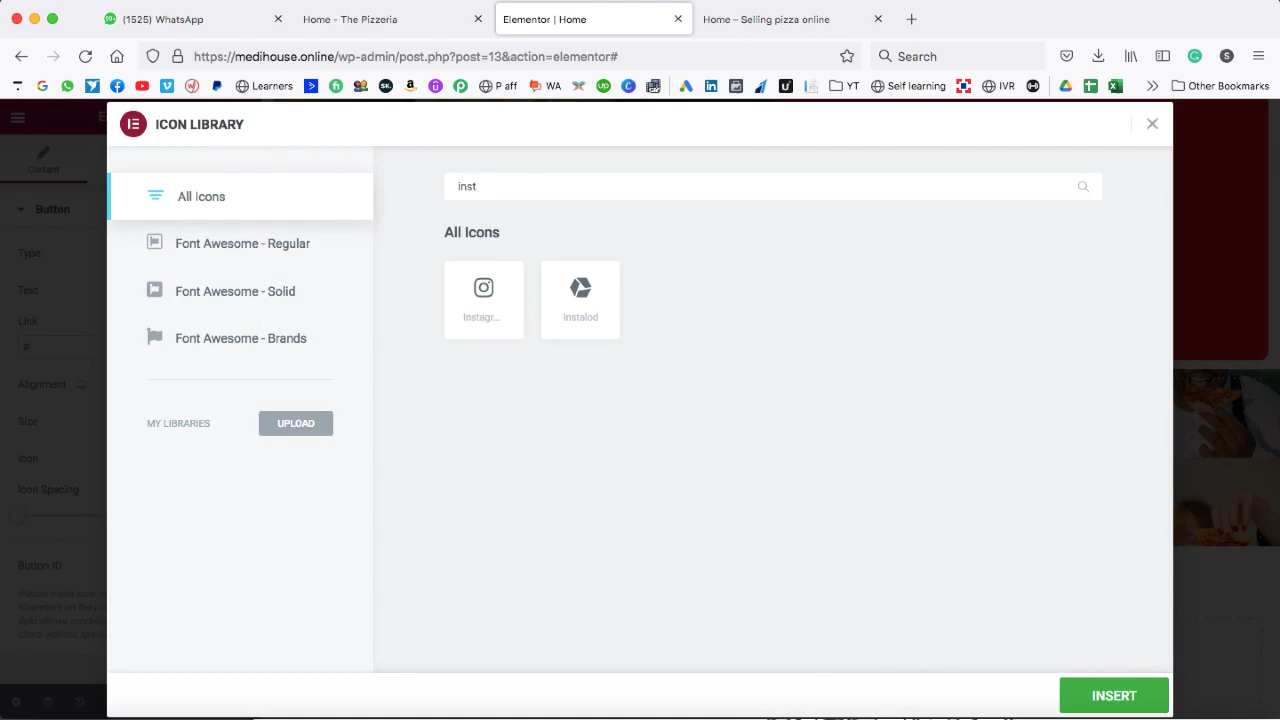 (1525) WhatsApp
Home - The Pizzeria
Elementor | Home
Home – Selling pizza online
https://medihouse.online/wp-admin/post.php?post=13&action=elementor#
Search
Learners
P aff
WA
YT
Self learning
IVR
Other Bookmarks
ICON LIBRARY
Content
All Icons
inst
Button
All Icons
Font Awesome - Regular
Type
Font Awesome - Solid
Text
Instagr...
Instalod
Link
Font Awesome - Brands
#
Alignment
Size
MY LIBRARIES
UPLOAD
Icon
Icon Spacing
Button ID
INSERT